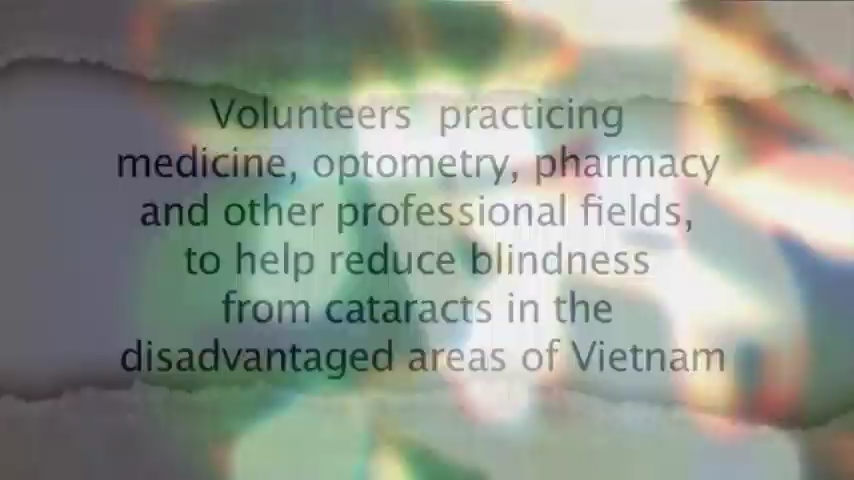 Volunteers  practicing
medicine, optometry, pharmacy
and other professional fields,
to help reduce blindness
from cataracts in the
disadvantaged areas of Vietnam